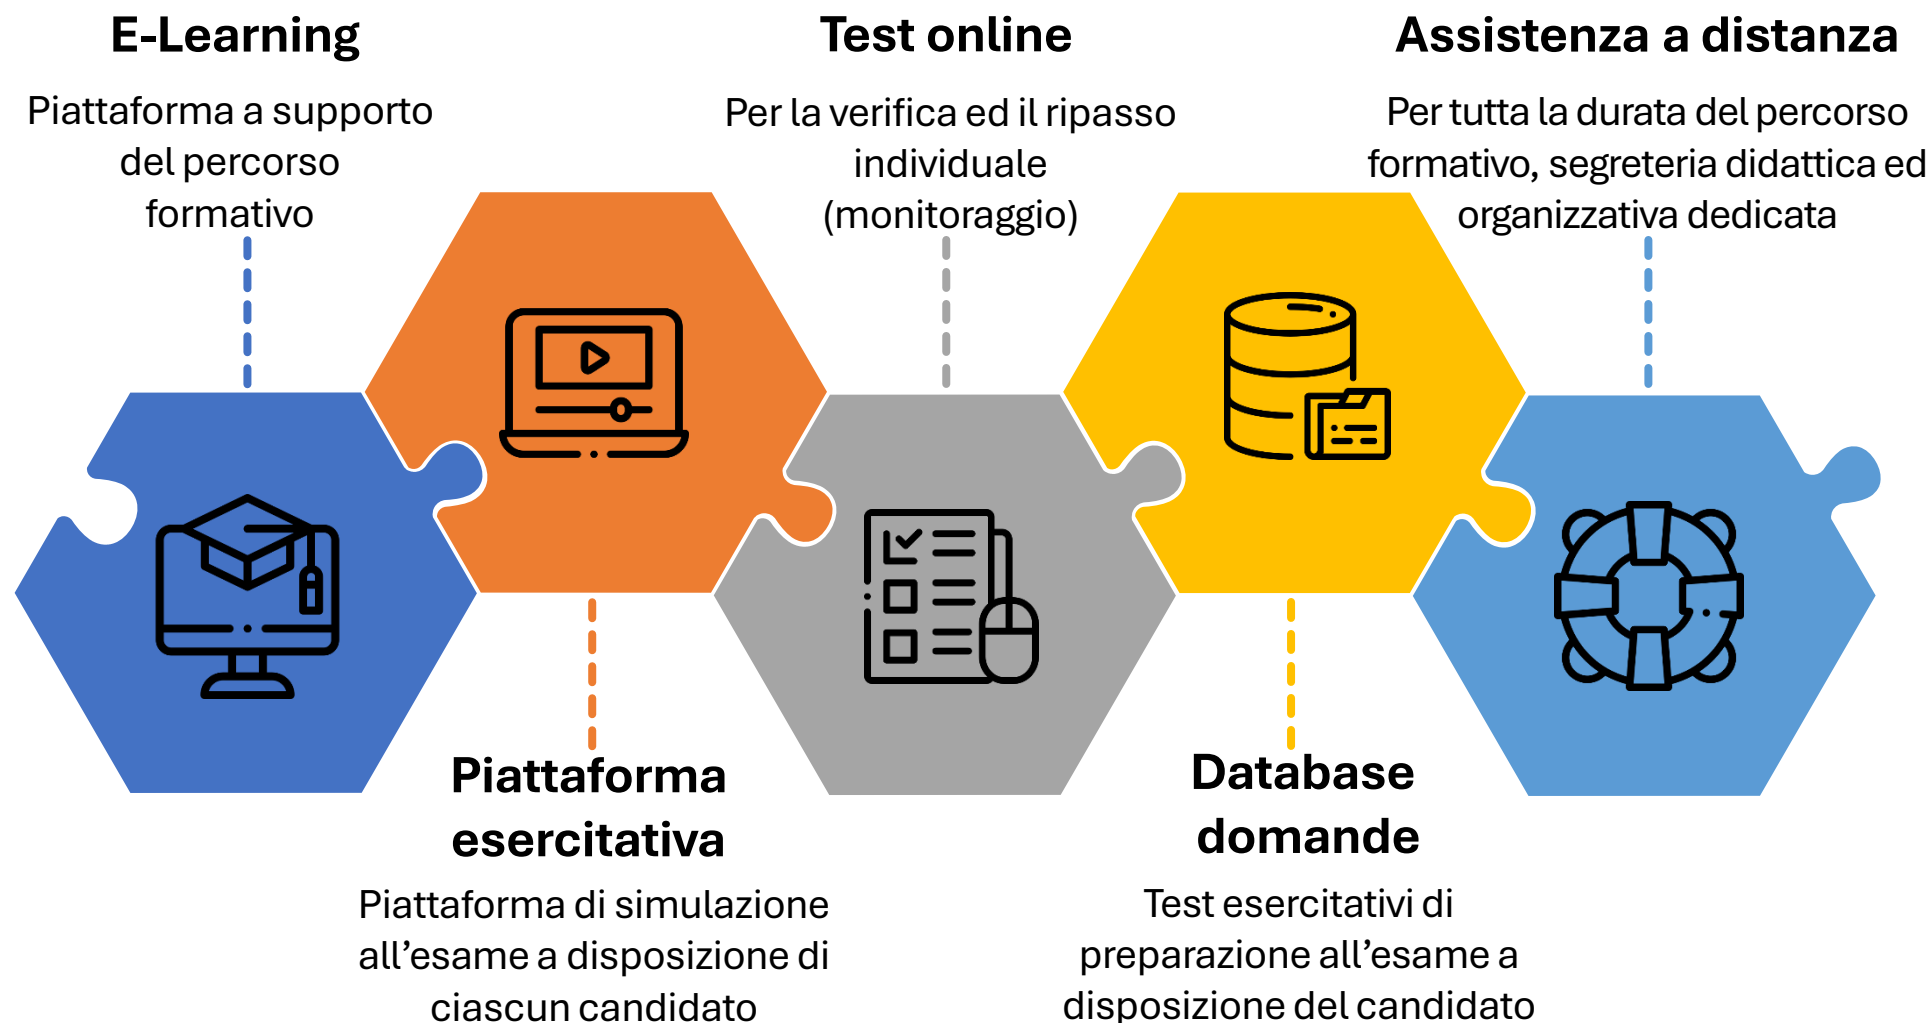 E-Learning
Piattaforma a supporto
del percorso
formativo
Test online
Per la verifica ed il ripasso
individuale
(monitoraggio)
Assistenza a distanza
Per tutta la durata del percorso
formativo, segreteria didattica ed
organizzativa dedicata
Piattaforma
esercitativa
Piattaforma di simulazione
all’esame a disposizione di
ciascun candidato
Database
domande
Test esercitativi di
preparazione all’esame a
disposizione del candidato